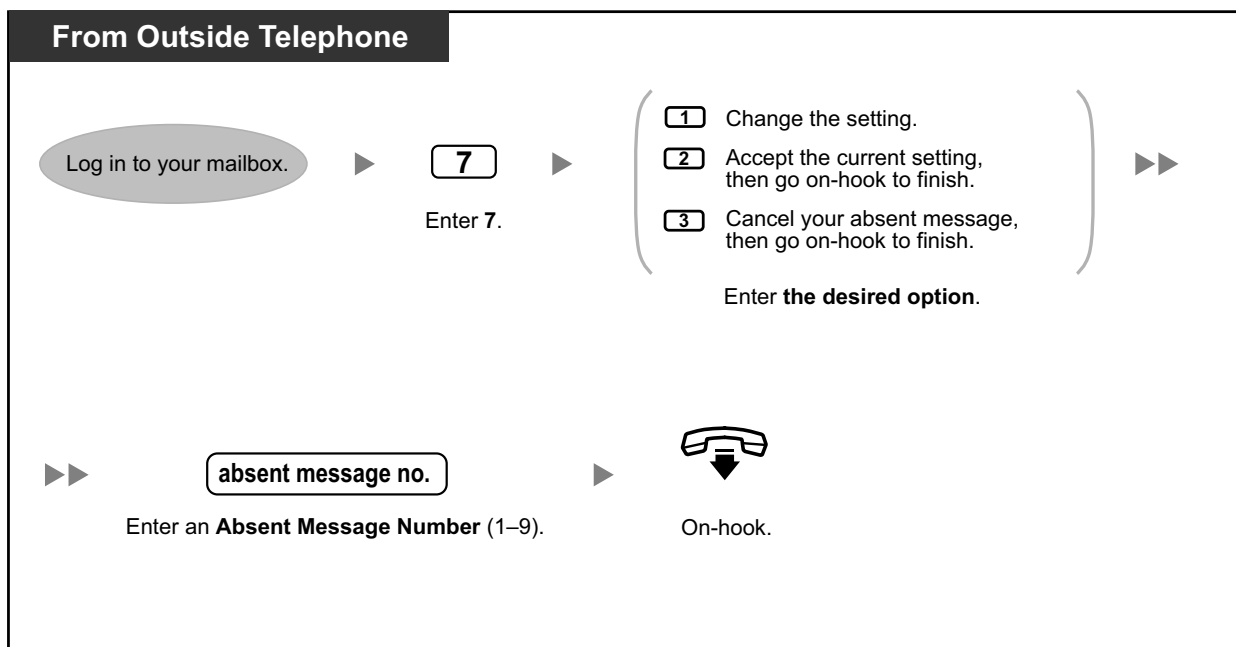 From Outside Telephone
Log in to your mailbox.
7
Enter 7.
1 Change the setting.
2 Accept the current setting,
then go on-hook to finish.
3 Cancel your absent message,
then go on-hook to finish.
Enter the desired option.
absent message no.
Enter an Absent Message Number (1–9).
On-hook.